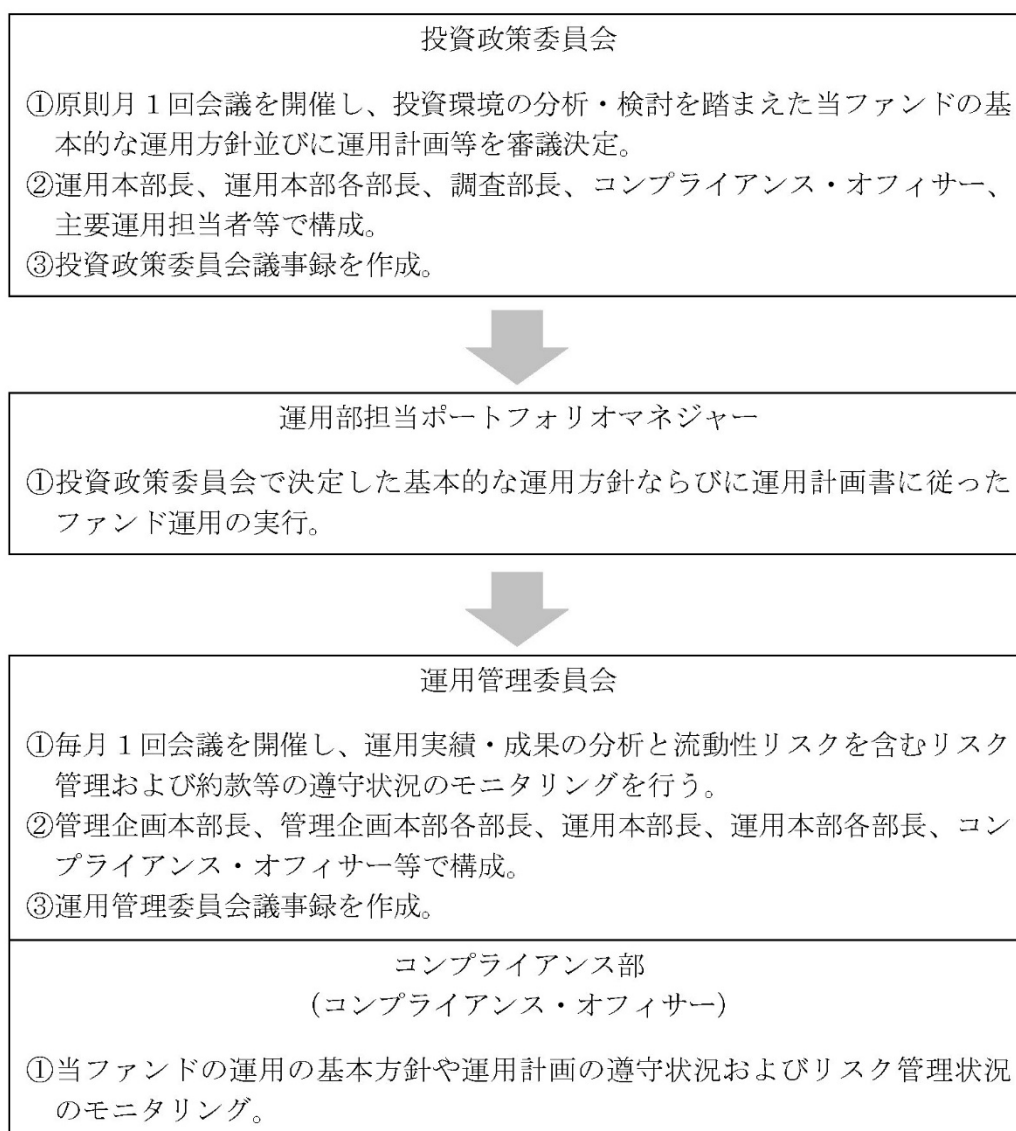 投資政策委員会
①原則月１回会議を開催し、投資環境の分析・検討を踏まえた当ファンドの基
本的な運用方針並びに運用計画等を審議決定。
②運用本部長、運用本部各部長、調査部長、コンプライアンス・オフィサー、
主要運用担当者等で構成。
③投資政策委員会議事録を作成。
運用部担当ポートフォリオマネジャー
①投資政策委員会で決定した基本的な運用方針ならびに運用計画書に従った
ファンド運用の実行。
運用管理委員会
①毎月１回会議を開催し、運用実績・成果の分析と流動性リスクを含むリスク
管理および約款等の遵守状況のモニタリングを行う。
②管理企画本部長、管理企画本部各部長、運用本部長、運用本部各部長、コン
プライアンス・オフィサー等で構成。
③運用管理委員会議事録を作成。
コンプライアンス部
（コンプライアンス・オフィサー）
①当ファンドの運用の基本方針や運用計画の遵守状況およびリスク管理状況
のモニタリング。